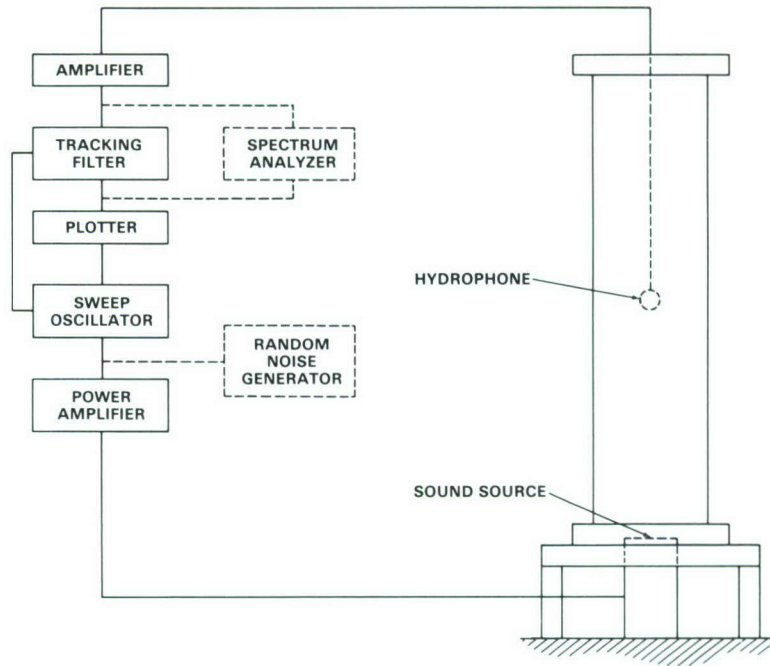 AMPLIFIER
TRACKING
FILTER
SPECTRUM
ANALYZER
PLOTTER
HYDROPHONE
SWEEP
OSCILLATOR
RANDOM
NOISE
GENERATOR
POWER
AMPLIFIER
SOUND SOURCE